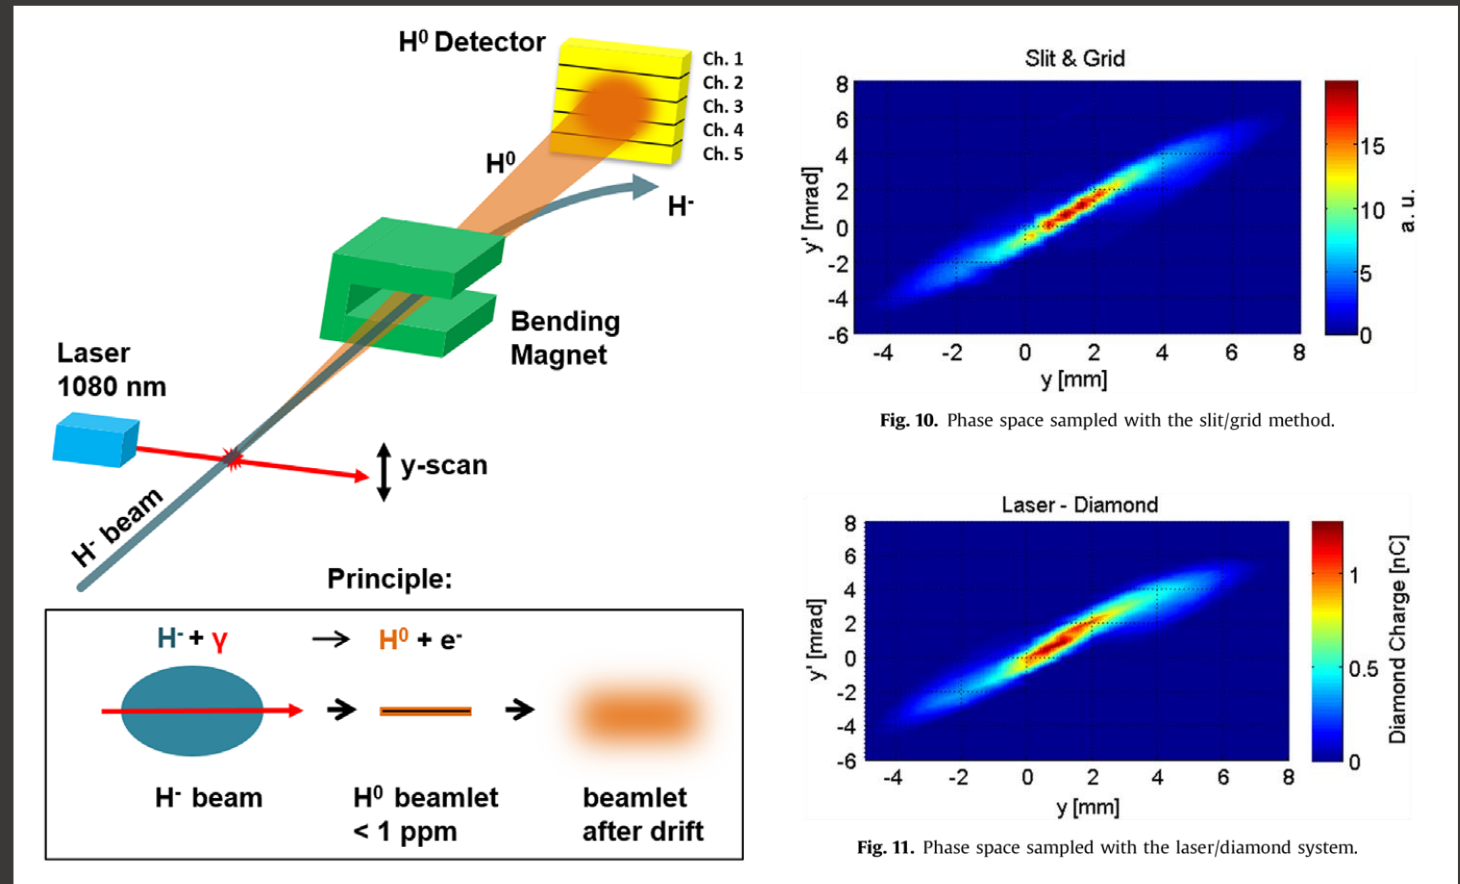 H⁰ Detector
Ch. 1
Ch. 2
Ch. 3
Ch. 4
Ch. 5
H⁰
H⁻
Bending
Magnet
Laser
1080 nm
y-scan
H⁻ beam
Principle:
H⁻ + γ → H⁰ + e⁻
H⁻ beam
H⁰ beamlet
< 1 ppm
beamlet
after drift
Slit & Grid
8
6
4
2
0
-2
-4
-6
y' [mrad]
-4 -2 0 2 4 6 8
y [mm]
15
10
5
0
a. u.
Fig. 10. Phase space sampled with the slit/grid method.
Laser - Diamond
8
6
4
2
0
-2
-4
-6
y' [mrad]
-4 -2 0 2 4 6 8
y [mm]
1
0.5
0
Diamond Charge [nC]
Fig. 11. Phase space sampled with the laser/diamond system.